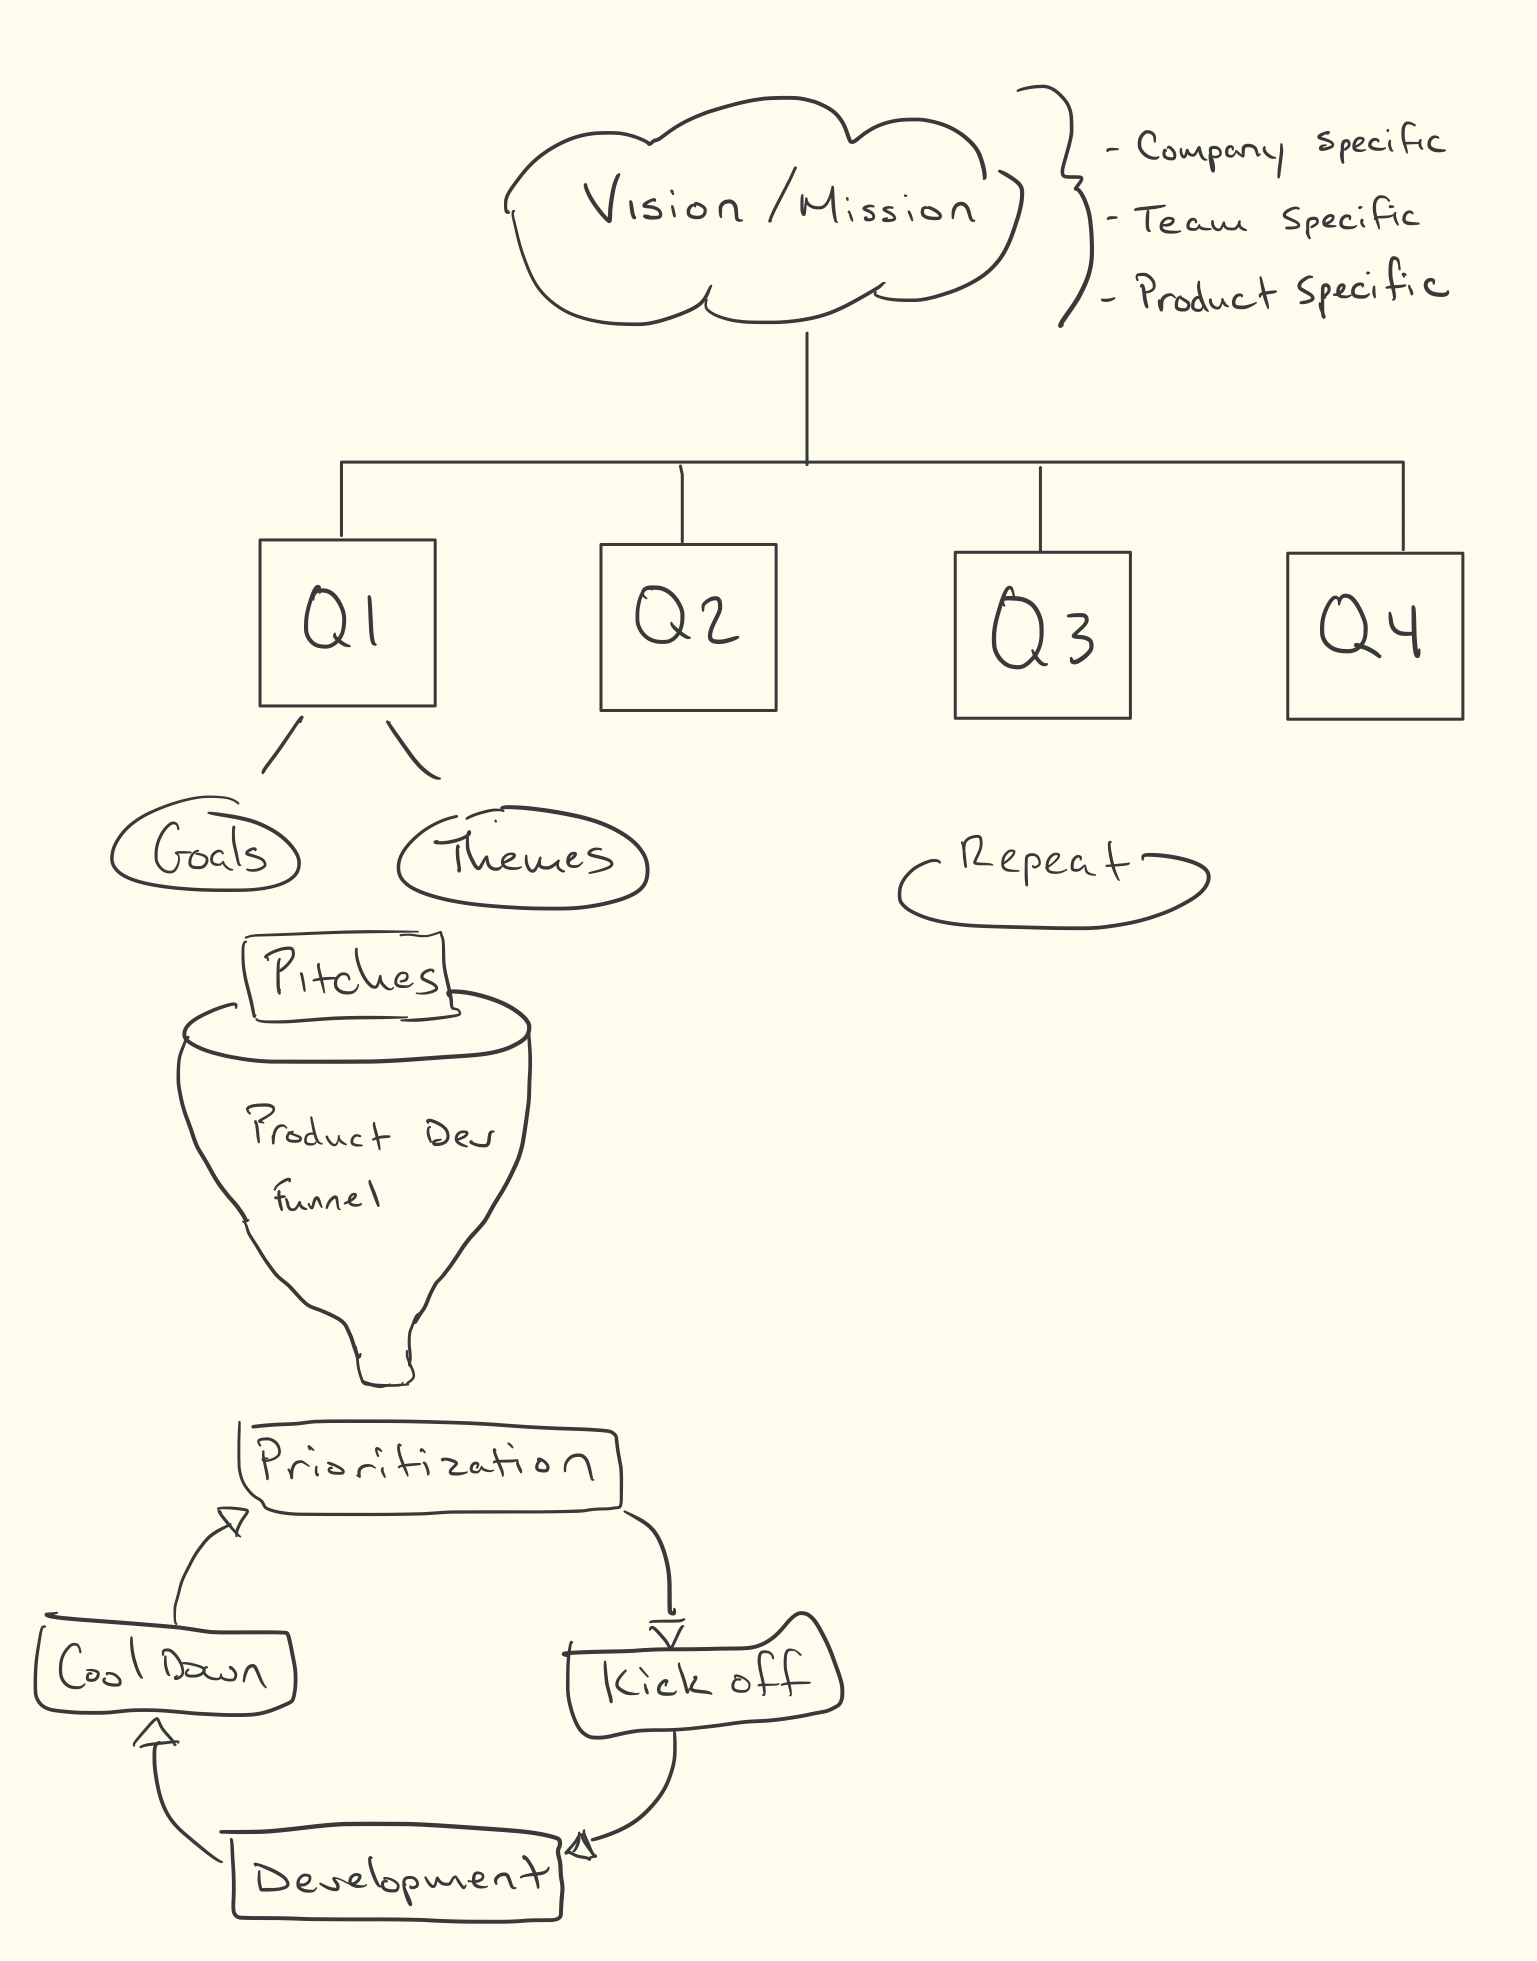 Vision/Mission
- Company specific
- Team specific
- Product specific
Q1
Q2
Q3
Q4
Goals
Themes
Repeat
Pitches
Product Dev
funnel
Prioritization
Cool Down
Kick off
Development